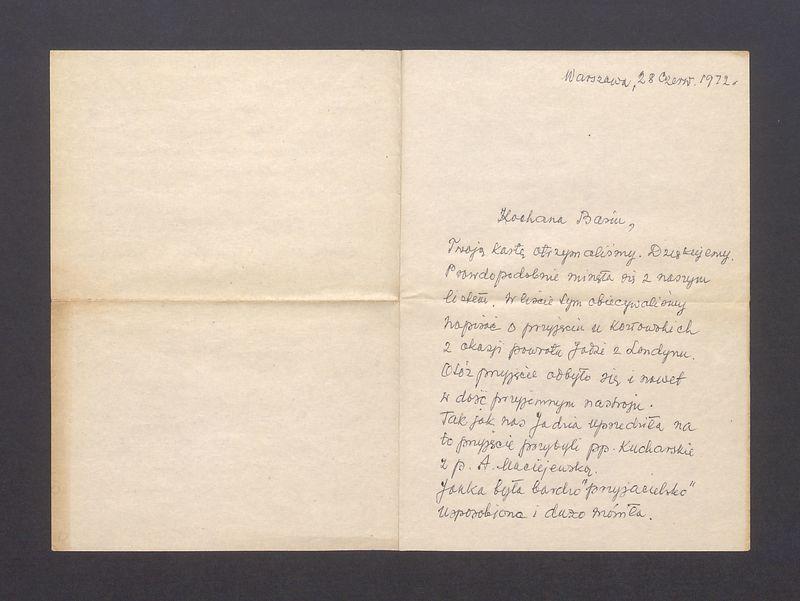 Warszawa, 28 Czerw. 1972.
Kochana Basiu,
Twoją kartę otrzymaliśmy. Dziękujemy.
Prawdopodobnie minęła się z naszym
listem. W liście tym obiecywaliśmy
napisać o przyjęciu u Kozłowskich
z okazji powrotu Jadzi z Londynu.
Otóż przyjęcie odbyło się i nawet
w dość przyjemnym nastroju.
Tak jak nas Jadzia uprzedziła na
to przyjęcie przybyli pp. Kucharskie
z p. A. Maciejewską.
Janka była bardzo "przyjacielsko"
usposobiona i dużo mówiła.